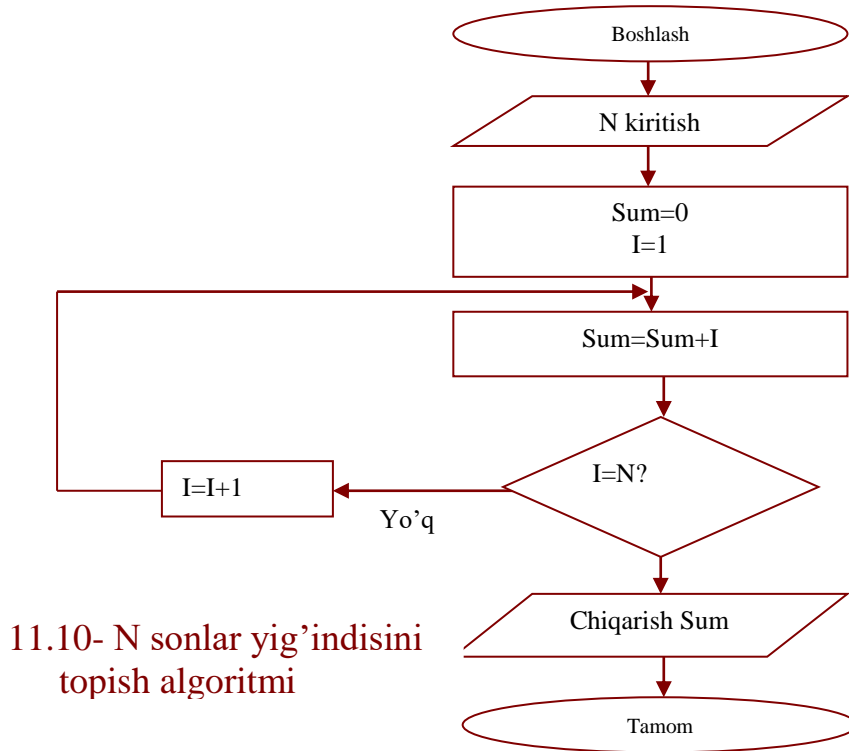 Boshlash
N kiritish
Sum=0
I=1
Sum=Sum+I
I=N?
I=I+1
Yo’q
Chiqarish Sum
11.10- N sonlar yig’indisini
topish algoritmi
Tamom